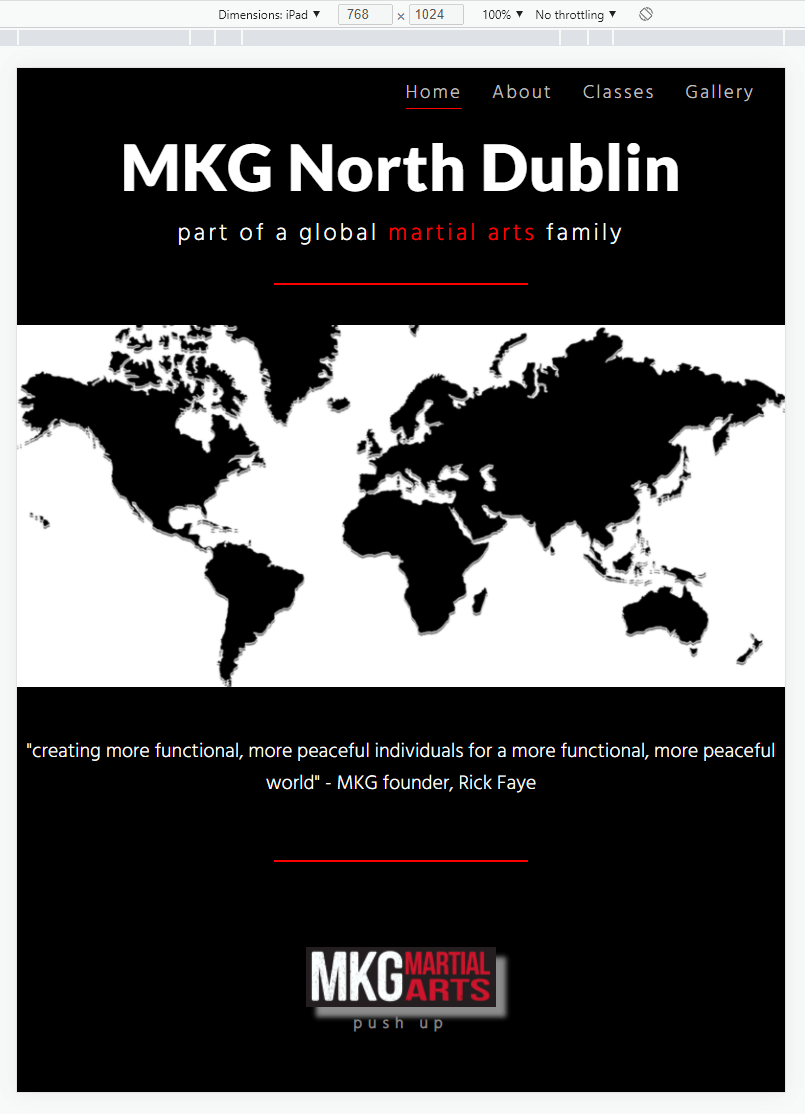 Dimensions: iPad ▼ 768 × 1024 100% ▼ No throttling ▼
Home About Classes Gallery
MKG North Dublin
part of a global martial arts family
"creating more functional, more peaceful individuals for a more functional, more peaceful
world" - MKG founder, Rick Faye
MKG MARTIAL
ARTS
push up